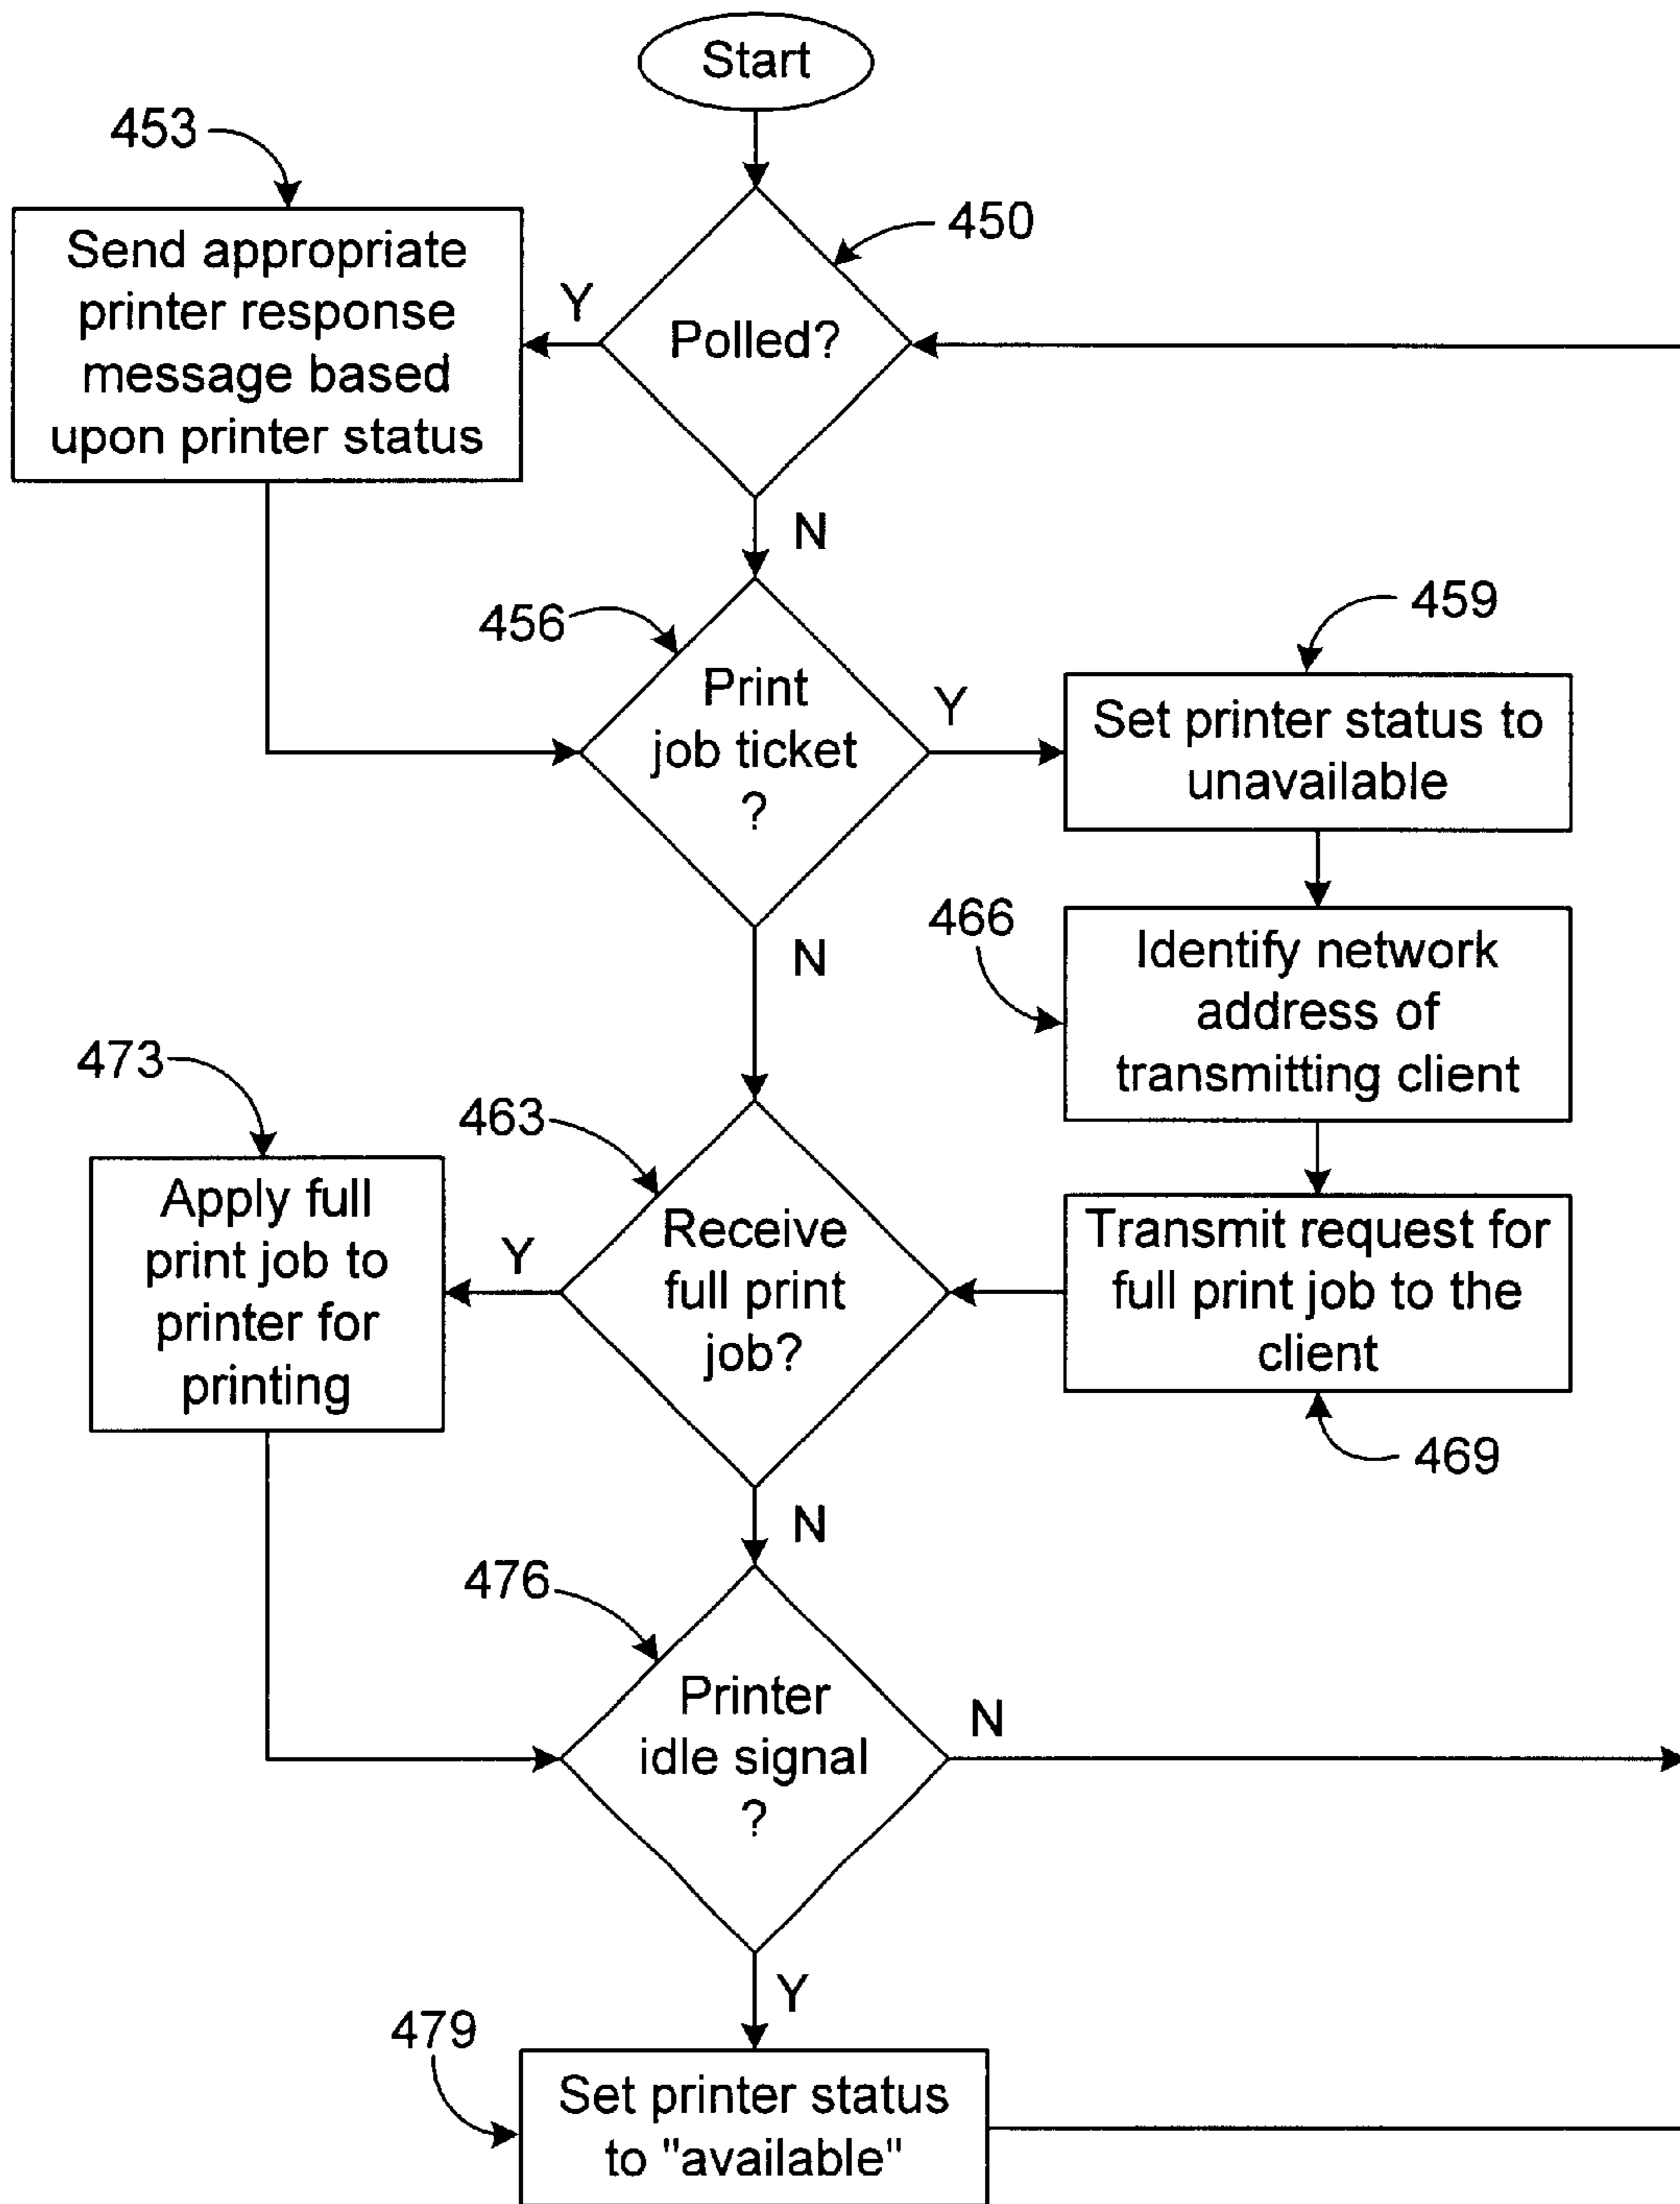 Start
453
450
Send appropriate
printer response
message based
upon printer status
Y
Polled?
N
456
459
Print
job ticket
?
Y
Set printer status to
unavailable
466
N
Identify network
address of
transmitting client
473
463
Apply full
print job to
printer for
printing
Y
Receive
full print
job?
Transmit request for
full print job to the
client
469
N
476
Printer
idle signal
?
N
Y
479
Set printer status
to "available"